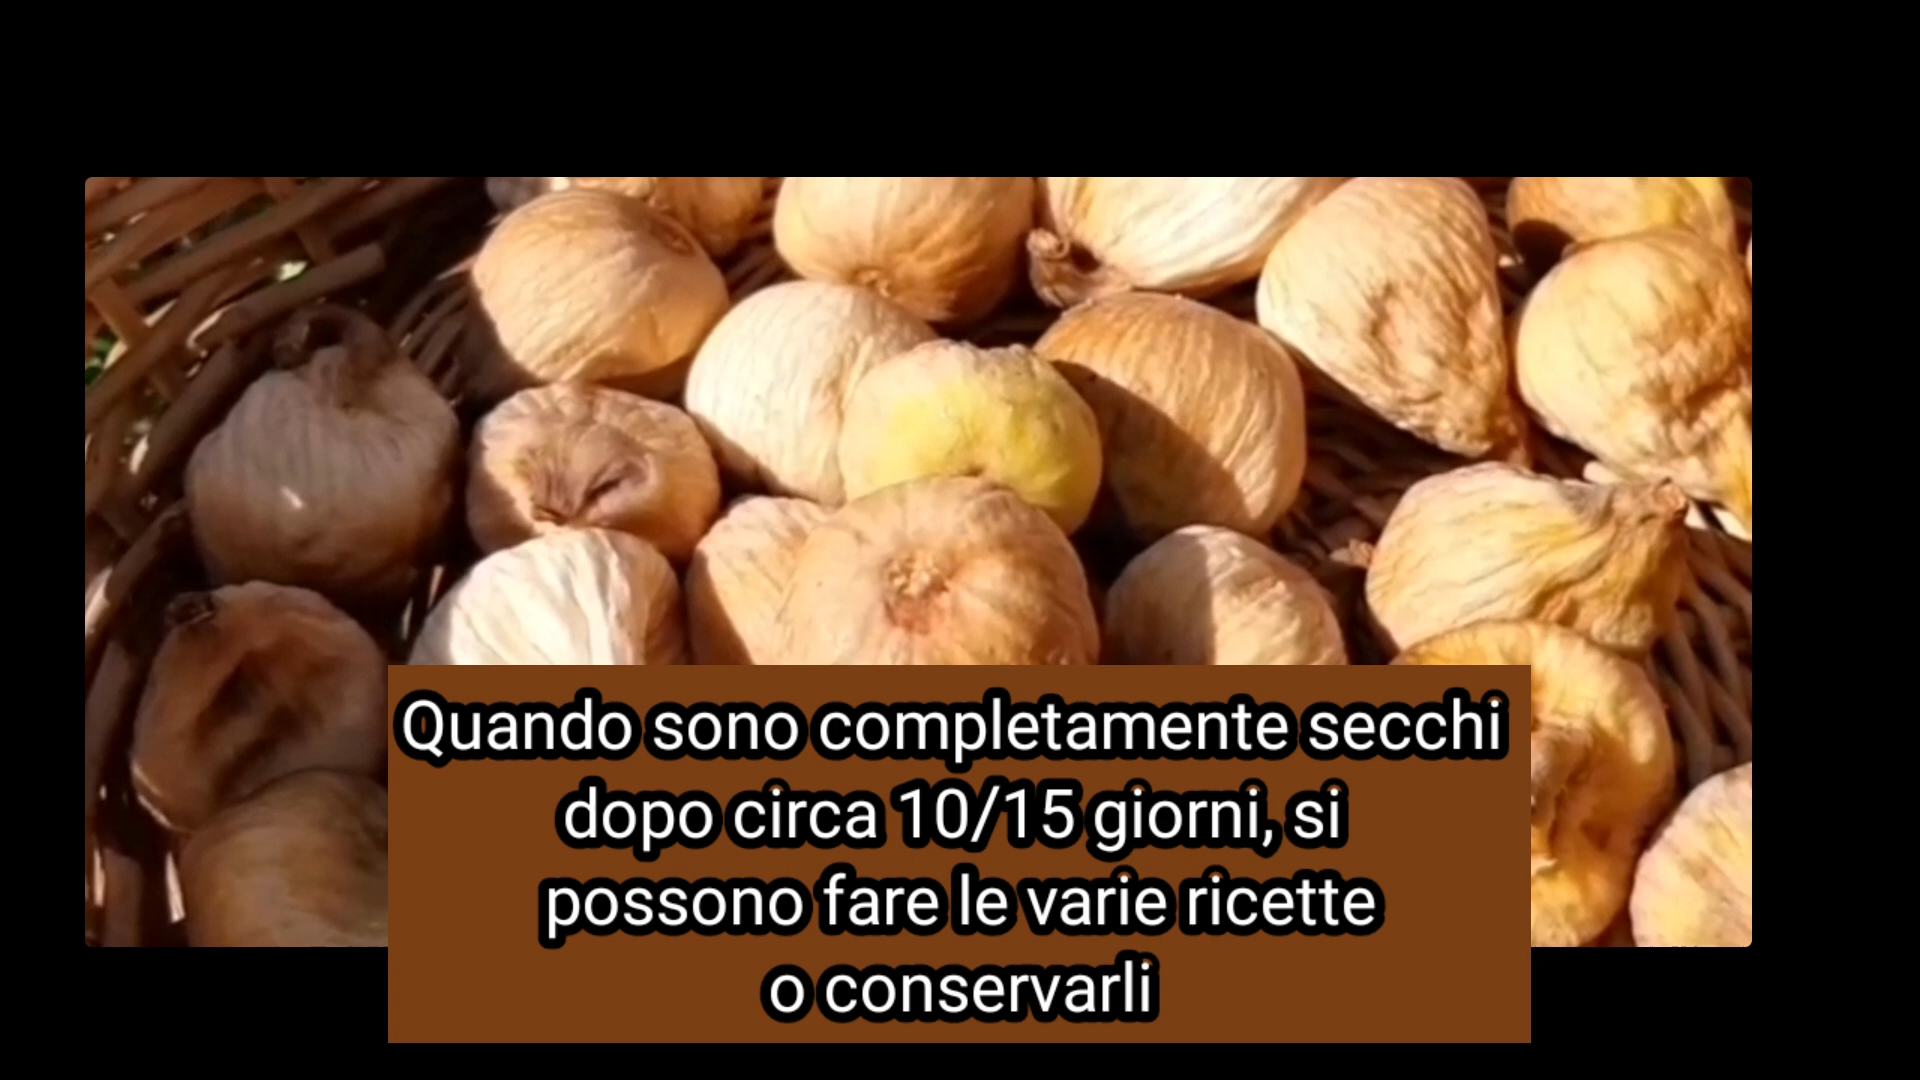 Quando sono completamente secchi
dopo circa 10/15 giorni, si
possono fare le varie ricette
o conservarli